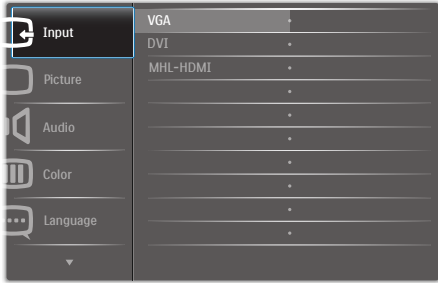 Input
Picture
Audio
Color
Language
VGA
DVI
MHL-HDMI